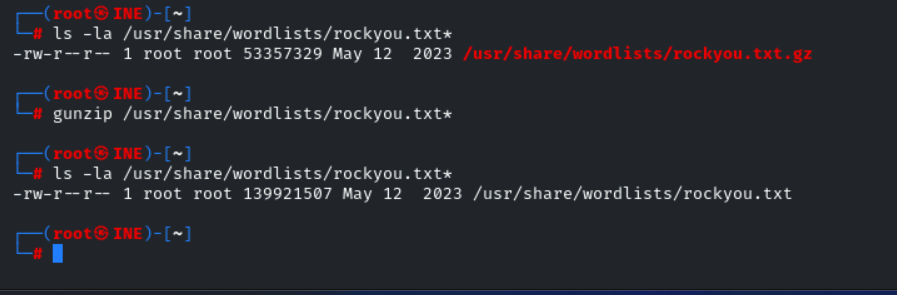 ┌──(root㉿INE)-[~]
└─# ls -la /usr/share/wordlists/rockyou.txt*
-rw-r--r-- 1 root root 53357329 May 12  2023 /usr/share/wordlists/rockyou.txt.gz
┌──(root㉿INE)-[~]
└─# gunzip /usr/share/wordlists/rockyou.txt*
┌──(root㉿INE)-[~]
└─# ls -la /usr/share/wordlists/rockyou.txt*
-rw-r--r-- 1 root root 139921507 May 12  2023 /usr/share/wordlists/rockyou.txt
┌──(root㉿INE)-[~]
└─#